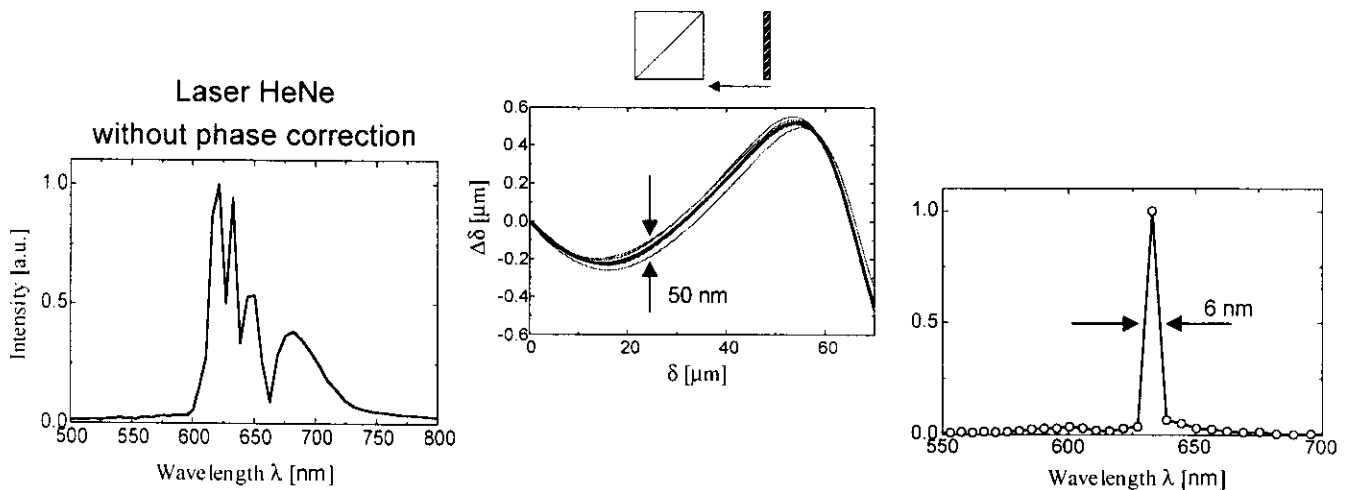 Laser HeNe
without phase correction
1.0
0.5
0.0
Intensity [a.u.]
500 550 600 650 700 750 800
Wavelength λ [nm]
0.6
0.4
0.2
0.0
-0.2
-0.4
-0.6
Δδ [μm]
50 nm
0 20 40 60
δ [μm]
1.0
0.5
0.0
6 nm
550 600 650 700
Wavelength λ [nm]